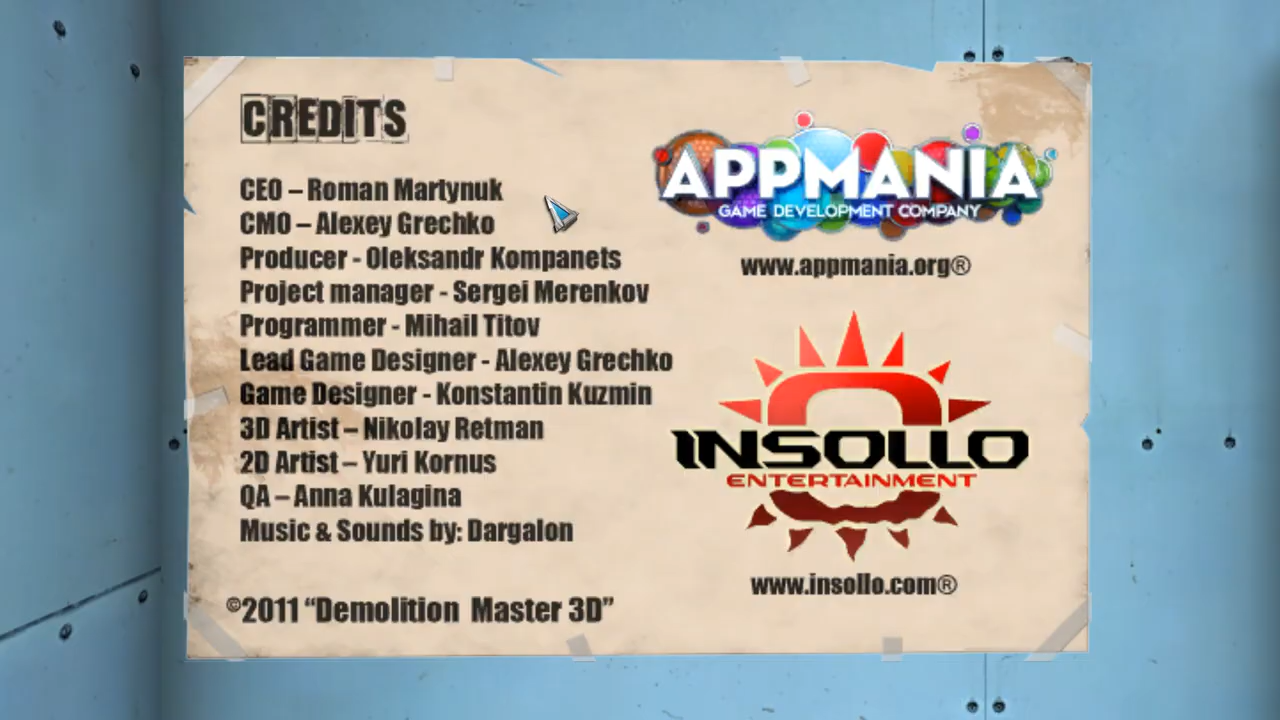 CREDITS
CEO – Roman Martynuk
CMO – Alexey Grechko
Producer - Oleksandr Kompanets
Project manager - Sergei Merenkov
Programmer - Mihail Titov
Lead Game Designer - Alexey Grechko
Game Designer - Konstantin Kuzmin
3D Artist – Nikolay Retman
2D Artist – Yuri Kornus
QA – Anna Kulagina
Music & Sounds by: Dargalon
©2011 “Demolition Master 3D”
APPMANIA
GAME DEVELOPMENT COMPANY
www.appmania.org®
INSOLLO
ENTERTAINMENT
www.insollo.com®